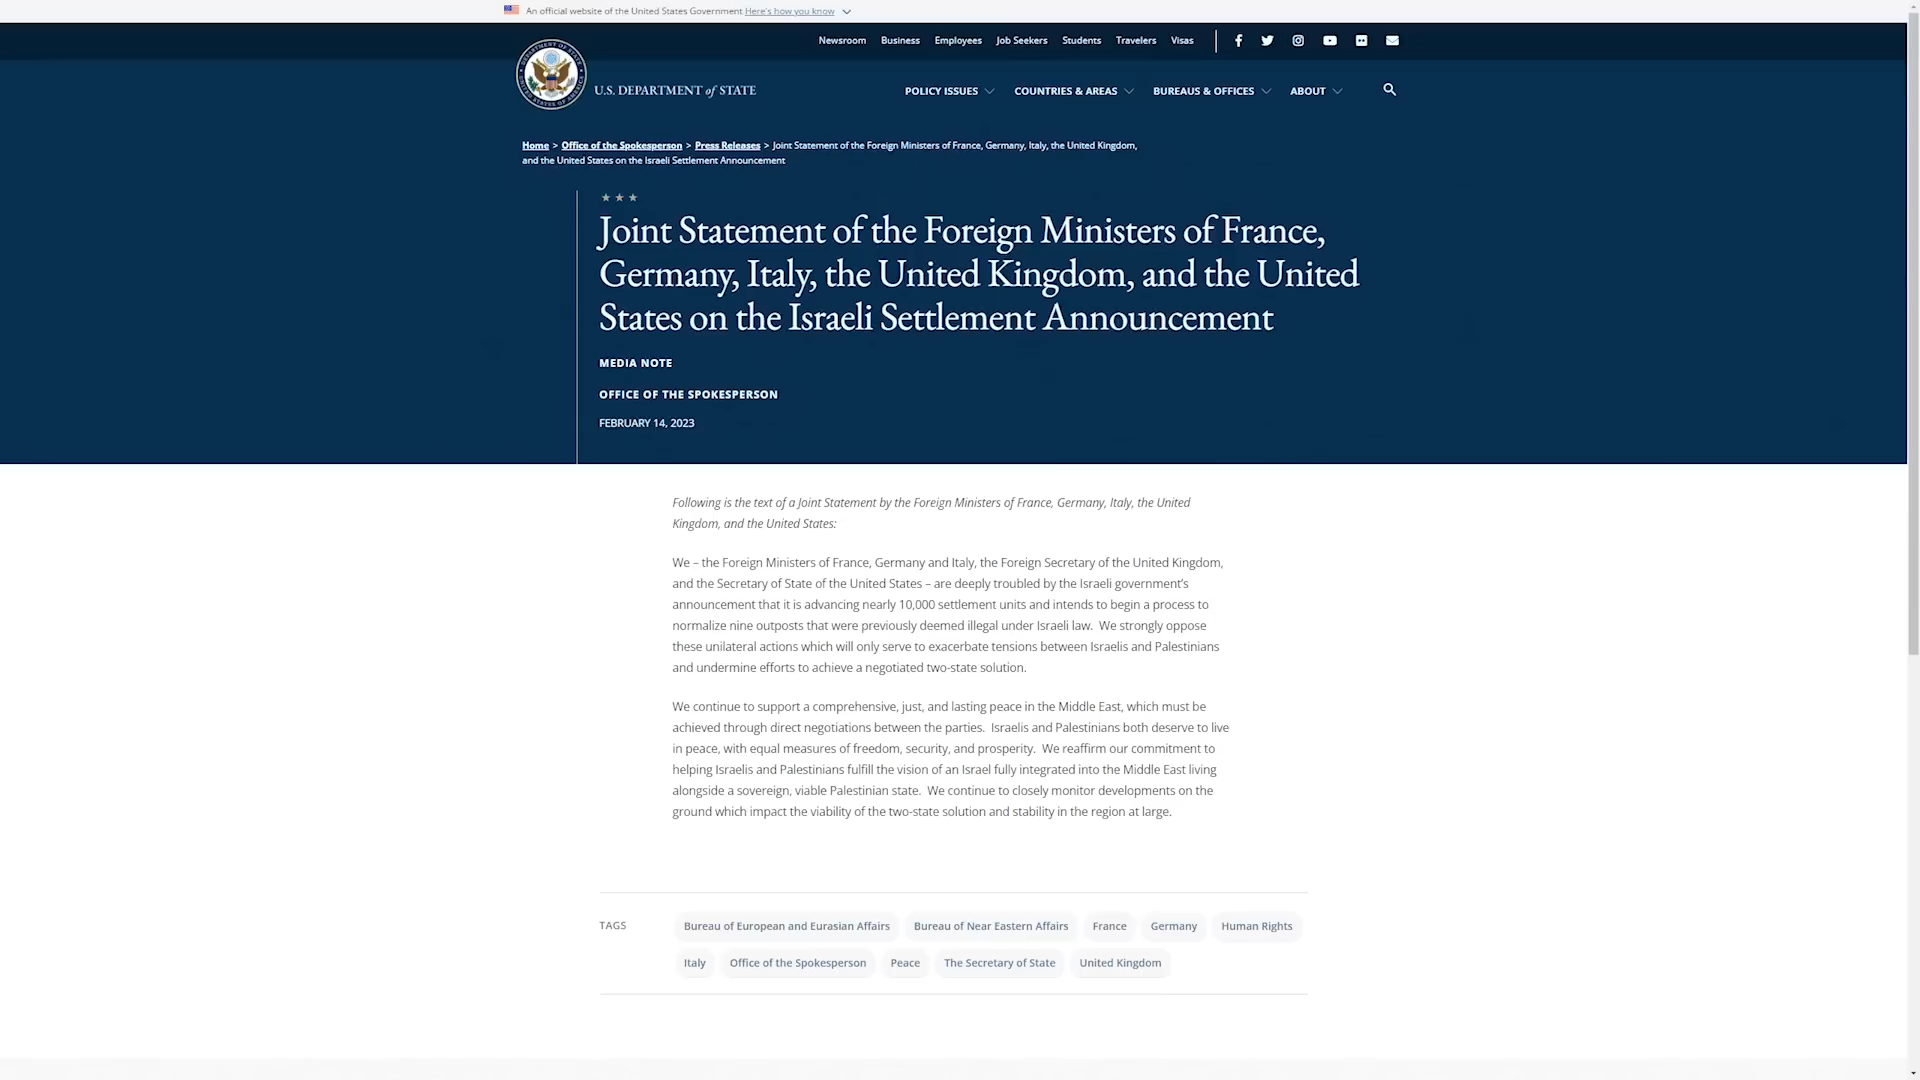 An official website of the United States Government Here's how you know
Newsroom Business Employees Job Seekers Students Travelers Visas
U.S. DEPARTMENT of STATE
POLICY ISSUES COUNTRIES & AREAS BUREAUS & OFFICES ABOUT
Home > Office of the Spokesperson > Press Releases > Joint Statement of the Foreign Ministers of France, Germany, Italy, the United Kingdom,
and the United States on the Israeli Settlement Announcement
Joint Statement of the Foreign Ministers of France,
Germany, Italy, the United Kingdom, and the United
States on the Israeli Settlement Announcement
MEDIA NOTE
OFFICE OF THE SPOKESPERSON
FEBRUARY 14, 2023
Following is the text of a Joint Statement by the Foreign Ministers of France, Germany, Italy, the United
Kingdom, and the United States:
We – the Foreign Ministers of France, Germany and Italy, the Foreign Secretary of the United Kingdom,
and the Secretary of State of the United States – are deeply troubled by the Israeli government's
announcement that it is advancing nearly 10,000 settlement units and intends to begin a process to
normalize nine outposts that were previously deemed illegal under Israeli law. We strongly oppose
these unilateral actions which will only serve to exacerbate tensions between Israelis and Palestinians
and undermine efforts to achieve a negotiated two-state solution.
We continue to support a comprehensive, just, and lasting peace in the Middle East, which must be
achieved through direct negotiations between the parties. Israelis and Palestinians both deserve to live
in peace, with equal measures of freedom, security, and prosperity. We reaffirm our commitment to
helping Israelis and Palestinians fulfill the vision of an Israel fully integrated into the Middle East living
alongside a sovereign, viable Palestinian state. We continue to closely monitor developments on the
ground which impact the viability of the two-state solution and stability in the region at large.
TAGS Bureau of European and Eurasian Affairs Bureau of Near Eastern Affairs France Germany Human Rights
Italy Office of the Spokesperson Peace The Secretary of State United Kingdom